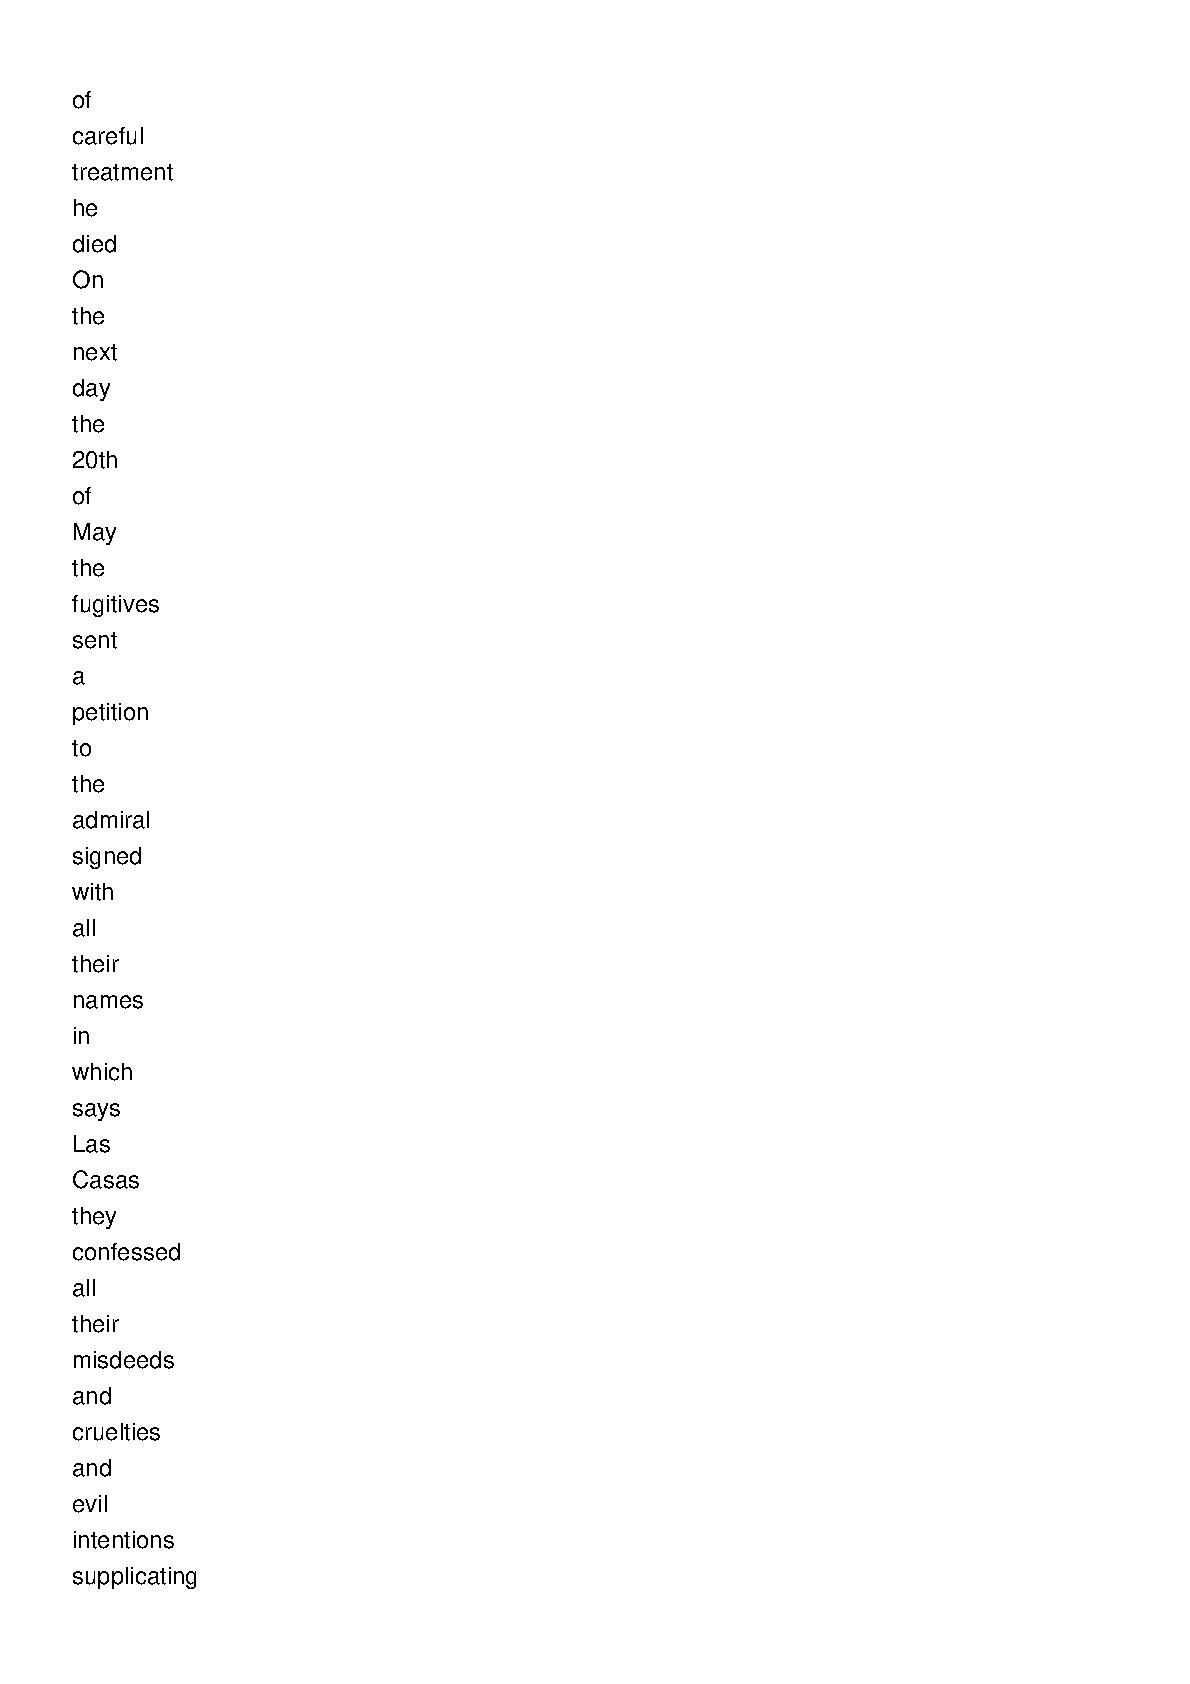 of
careful
treatment
he
died
On
the
next
day
the
20th
of
May
the
fugitives
sent
a
petition
to
the
admiral
signed
with
all
their
names
in
which
says
Las
Casas
they
confessed
all
their
misdeeds
and
cruelties
and
evil
intentions
supplicating